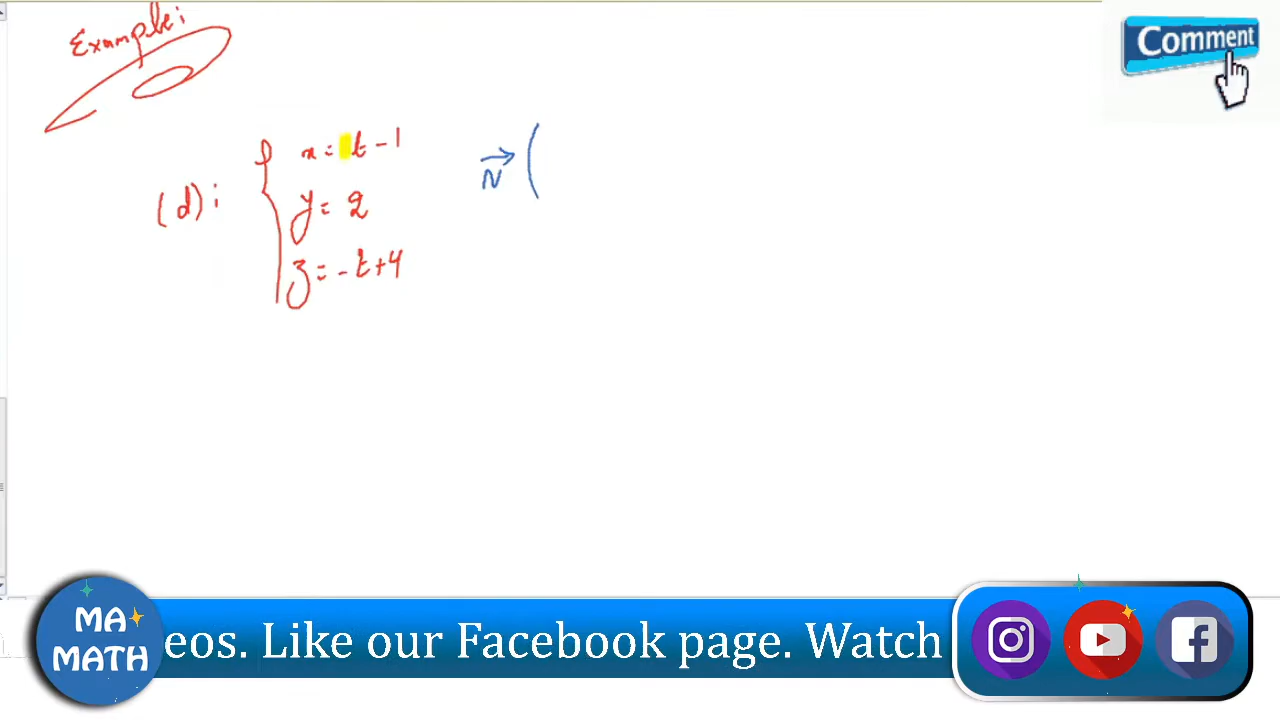 Example:
Comment
(d): { x = t - 1
y = 2
z = -t + 4
N (
MA MATH
eos. Like our Facebook page. Watch